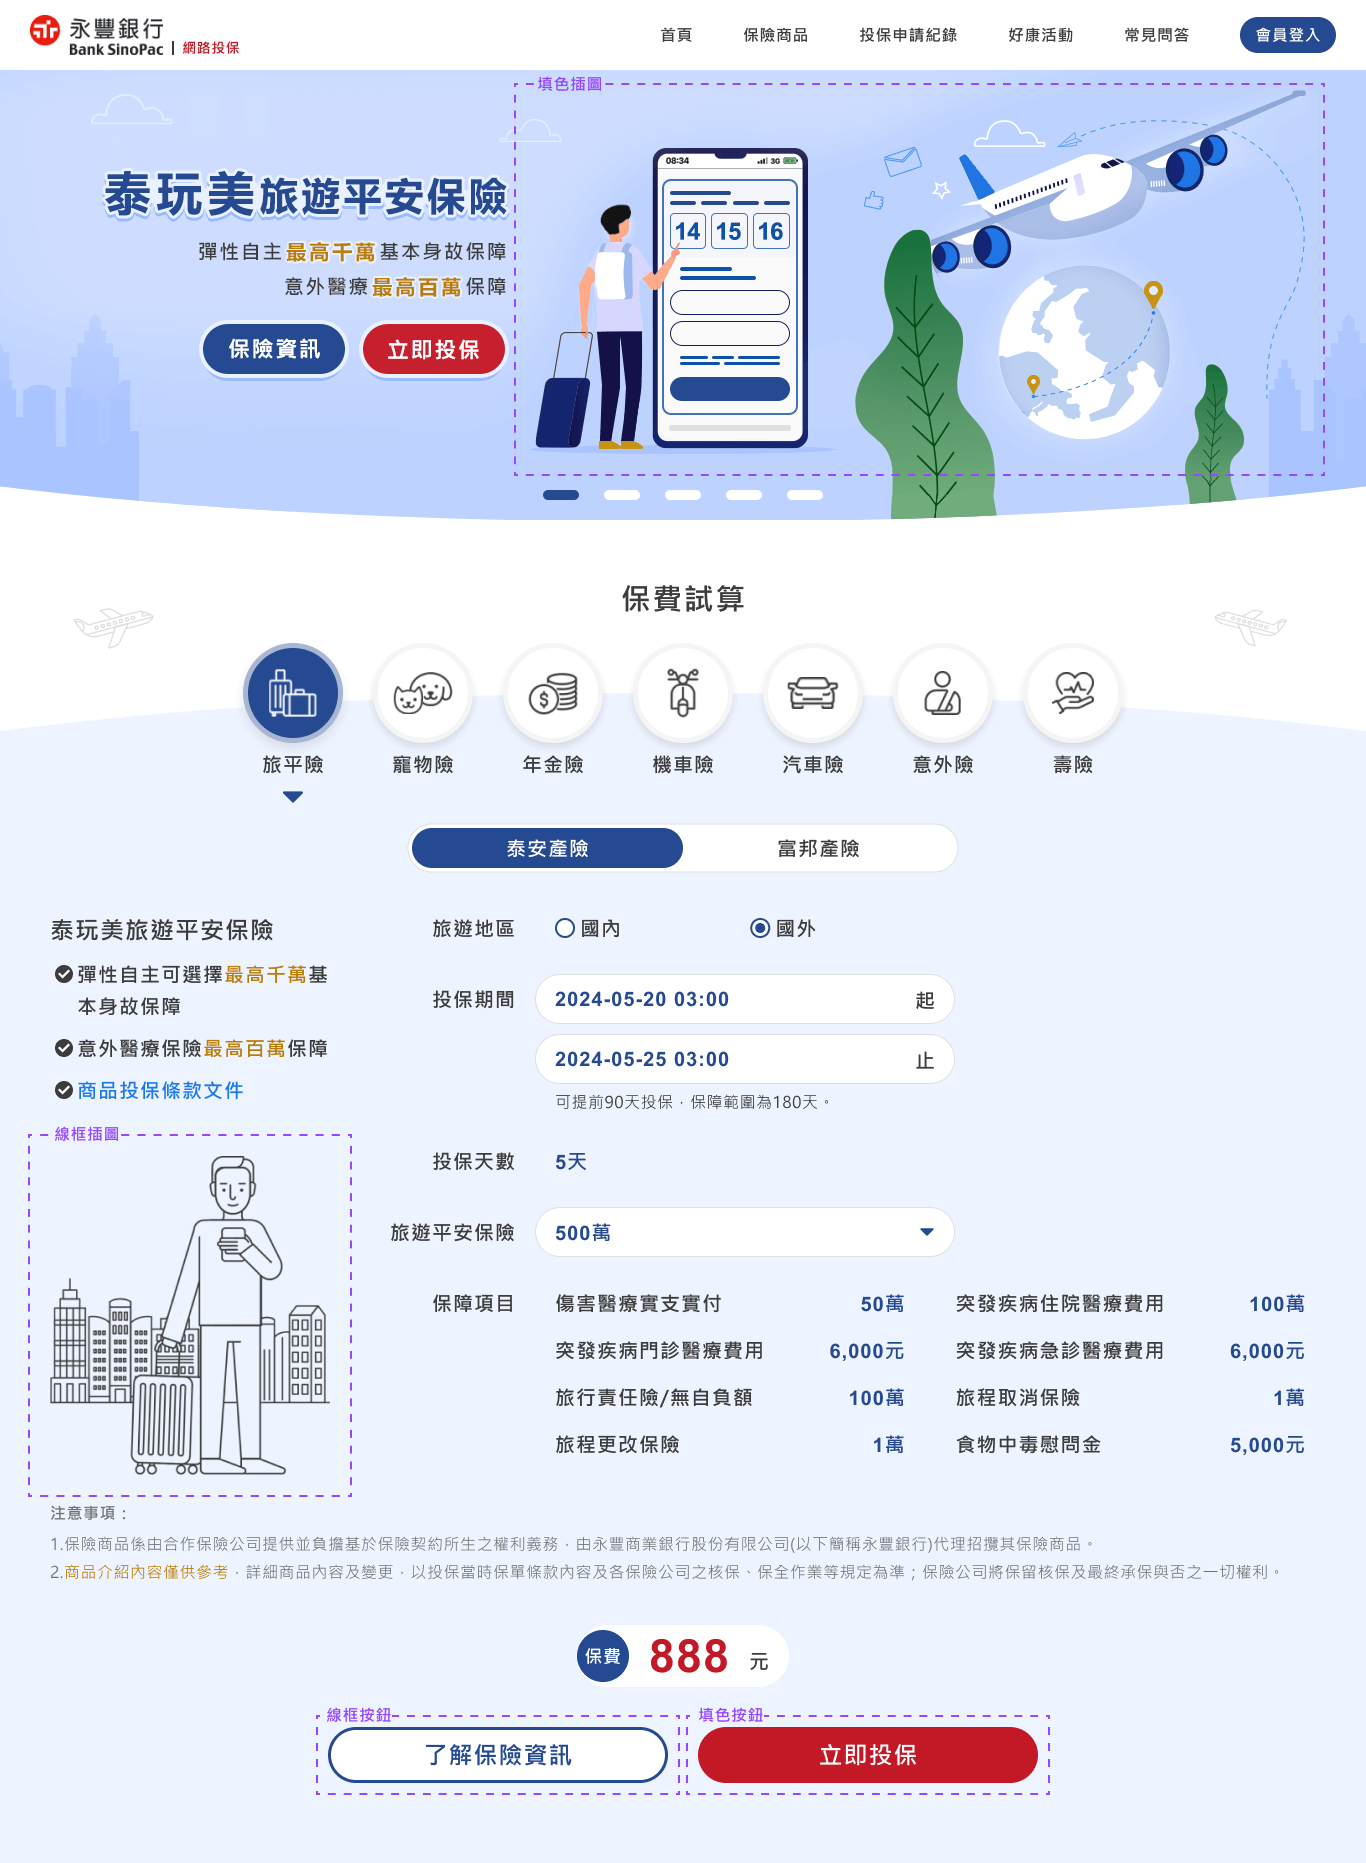 永豐銀行
Bank SinoPac
網路投保
首頁
保險商品
投保申請紀錄
好康活動
常見問答
會員登入
填色插圖
泰玩美旅遊平安保險
彈性自主最高千萬基本身故保障
意外醫療最高百萬保障
保險資訊
立即投保
08:34
3G
14
15
16
保費試算
旅平險
寵物險
年金險
機車險
汽車險
意外險
壽險
泰安產險
富邦產險
泰玩美旅遊平安保險
彈性自主可選擇最高千萬基
本身故保障
意外醫療保險最高百萬保障
商品投保條款文件
線框插圖
旅遊地區
國內
國外
投保期間
2024-05-20 03:00 起
2024-05-25 03:00 止
可提前90天投保，保障範圍為180天。
投保天數
5天
旅遊平安保險
500萬
保障項目
傷害醫療實支實付 50萬
突發疾病住院醫療費用 100萬
突發疾病門診醫療費用 6,000元
突發疾病急診醫療費用 6,000元
旅行責任險/無自負額 100萬
旅程取消保險 1萬
旅程更改保險 1萬
食物中毒慰問金 5,000元
注意事項：
1.保險商品係由合作保險公司提供並負擔基於保險契約所生之權利義務，由永豐商業銀行股份有限公司(以下簡稱永豐銀行)代理招攬其保險商品。
2.商品介紹內容僅供參考，詳細商品內容及變更，以投保當時保單條款內容及各保險公司之核保、保全作業等規定為準；保險公司將保留核保及最終承保與否之一切權利。
保費
888
元
線框按鈕
了解保險資訊
填色按鈕
立即投保